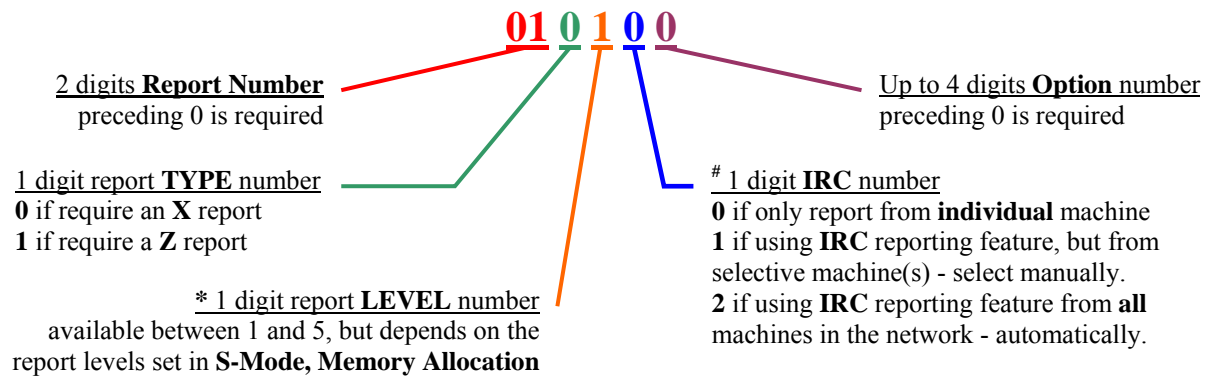 01 0 1 0 0
2 digits Report Number
preceding 0 is required
Up to 4 digits Option number
preceding 0 is required
1 digit report TYPE number
0 if require an X report
1 if require a Z report
# 1 digit IRC number
0 if only report from individual machine
1 if using IRC reporting feature, but from
selective machine(s) - select manually.
2 if using IRC reporting feature from all
machines in the network - automatically.
* 1 digit report LEVEL number
available between 1 and 5, but depends on the
report levels set in S-Mode, Memory Allocation